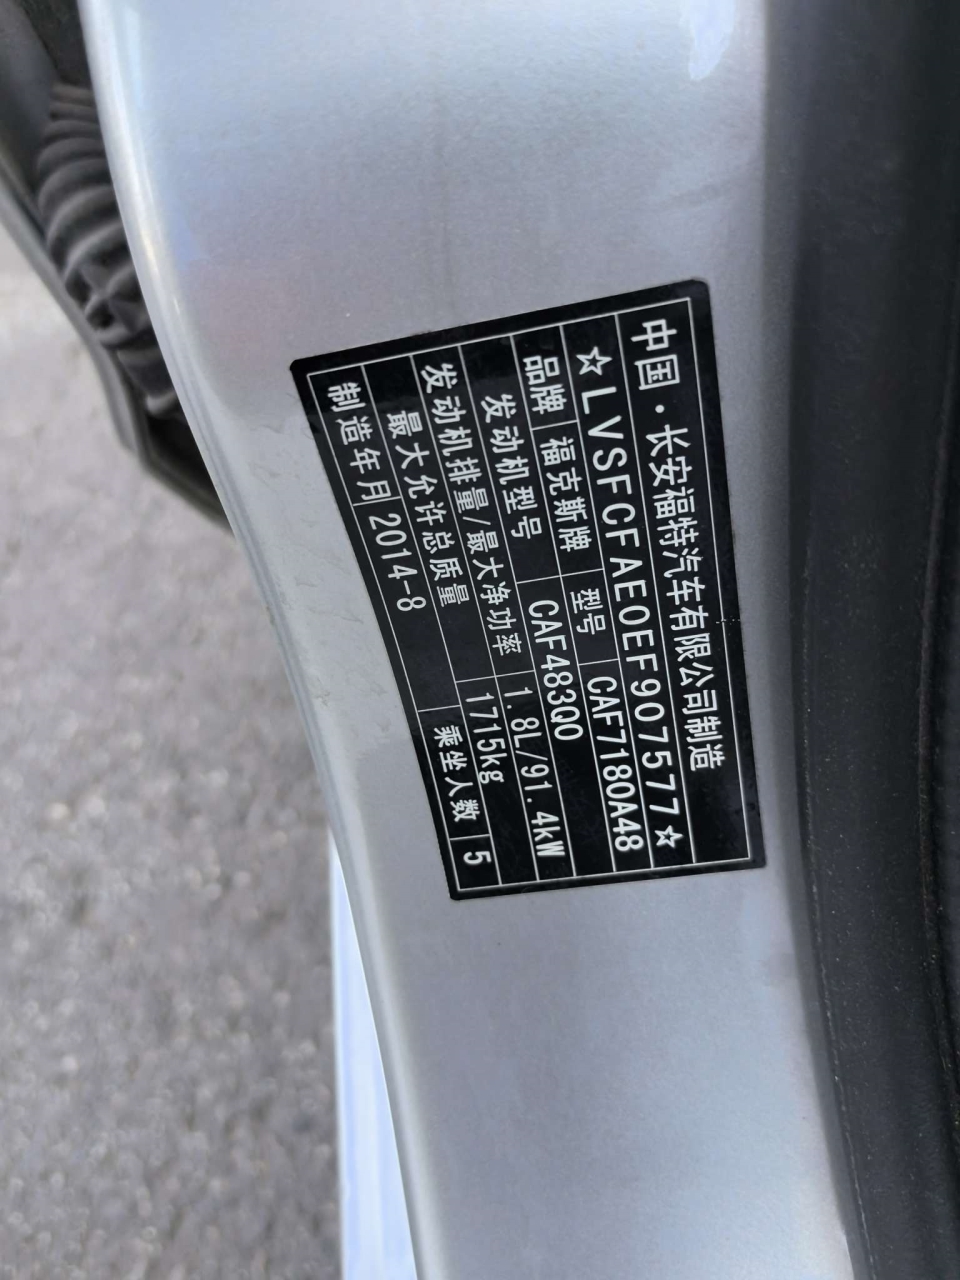 中国·长安福特汽车有限公司制造
☆LVSFCFAE0EF907577☆
品牌 福克斯牌 型号 CAF7180A48
发动机型号 CAF483Q0
发动机排量/最大净功率 1.8L/91.4kW
最大允许总质量 1715kg
制造年月 2014-8 乘坐人数 5